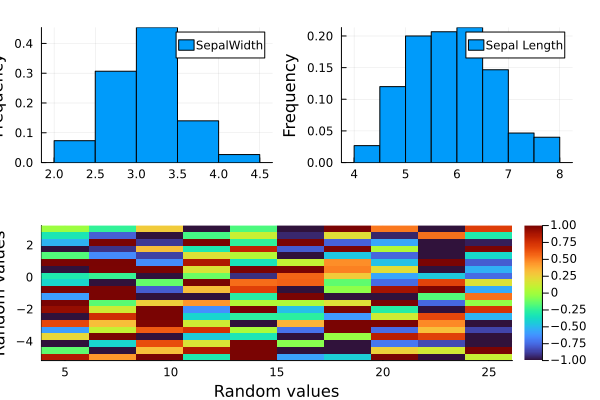 SepalWidth
Frequency
0.4
0.3
0.2
0.1
0.0
2.0 2.5 3.0 3.5 4.0 4.5
Sepal Length
Frequency
0.20
0.15
0.10
0.05
0.00
4 5 6 7 8
Random values
2
0
−2
−4
5 10 15 20 25
Random values
1.00
0.75
0.50
0.25
0
−0.25
−0.50
−0.75
−1.00